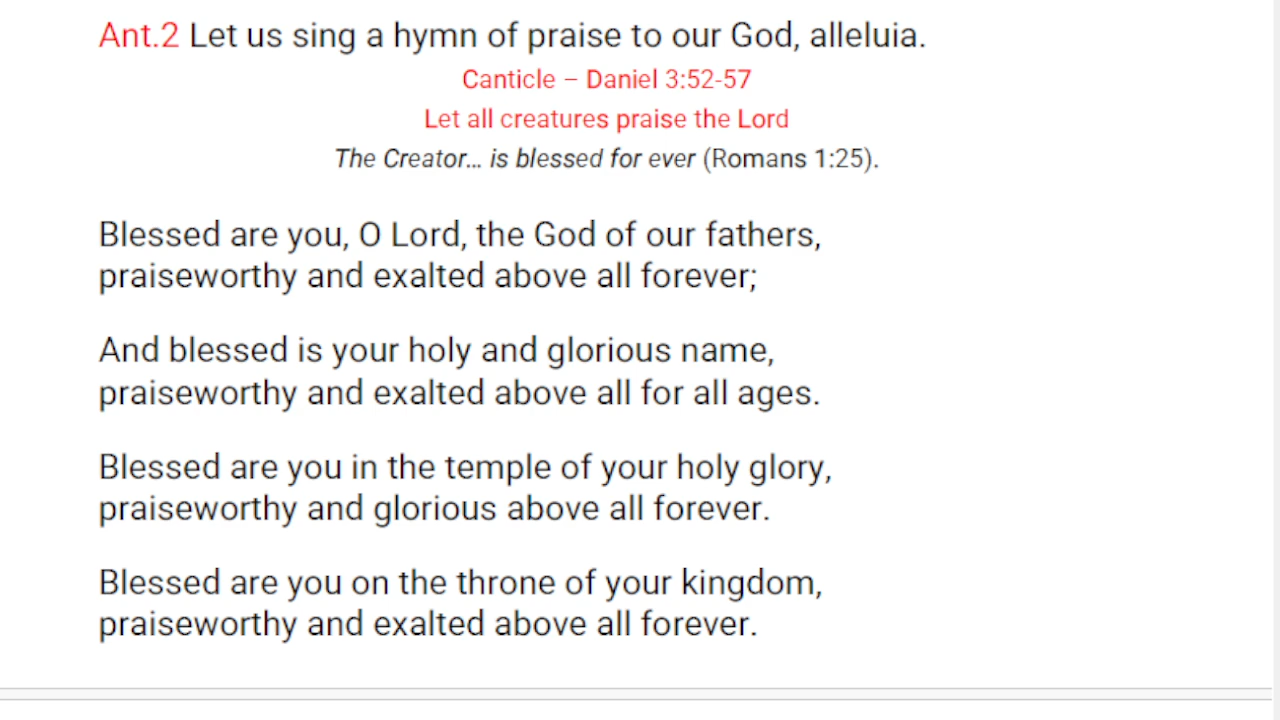 Ant.2 Let us sing a hymn of praise to our God, alleluia.
Canticle – Daniel 3:52-57
Let all creatures praise the Lord
The Creator... is blessed for ever (Romans 1:25).
Blessed are you, O Lord, the God of our fathers,
praiseworthy and exalted above all forever;
And blessed is your holy and glorious name,
praiseworthy and exalted above all for all ages.
Blessed are you in the temple of your holy glory,
praiseworthy and glorious above all forever.
Blessed are you on the throne of your kingdom,
praiseworthy and exalted above all forever.